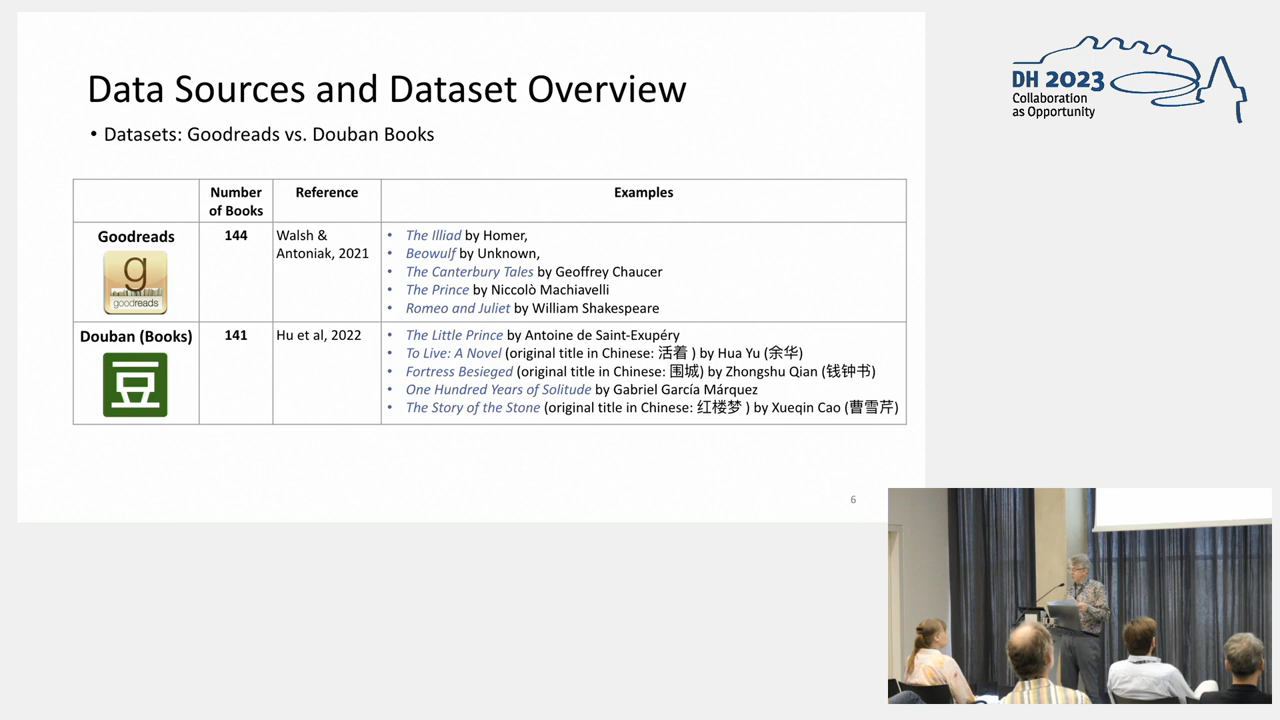 Data Sources and Dataset Overview
• Datasets: Goodreads vs. Douban Books
Number of Books
Reference
Examples
Goodreads
g
goodreads
144
Walsh &
Antoniak, 2021
• The Illiad by Homer,
• Beowulf by Unknown,
• The Canterbury Tales by Geoffrey Chaucer
• The Prince by Niccolò Machiavelli
• Romeo and Juliet by William Shakespeare
Douban (Books)
豆
141
Hu et al, 2022
• The Little Prince by Antoine de Saint-Exupéry
• To Live: A Novel (original title in Chinese: 活着 ) by Hua Yu (余华)
• Fortress Besieged (original title in Chinese: 围城) by Zhongshu Qian (钱钟书)
• One Hundred Years of Solitude by Gabriel García Márquez
• The Story of the Stone (original title in Chinese: 红楼梦 ) by Xueqin Cao (曹雪芹)
6
DH 2023
Collaboration
as Opportunity